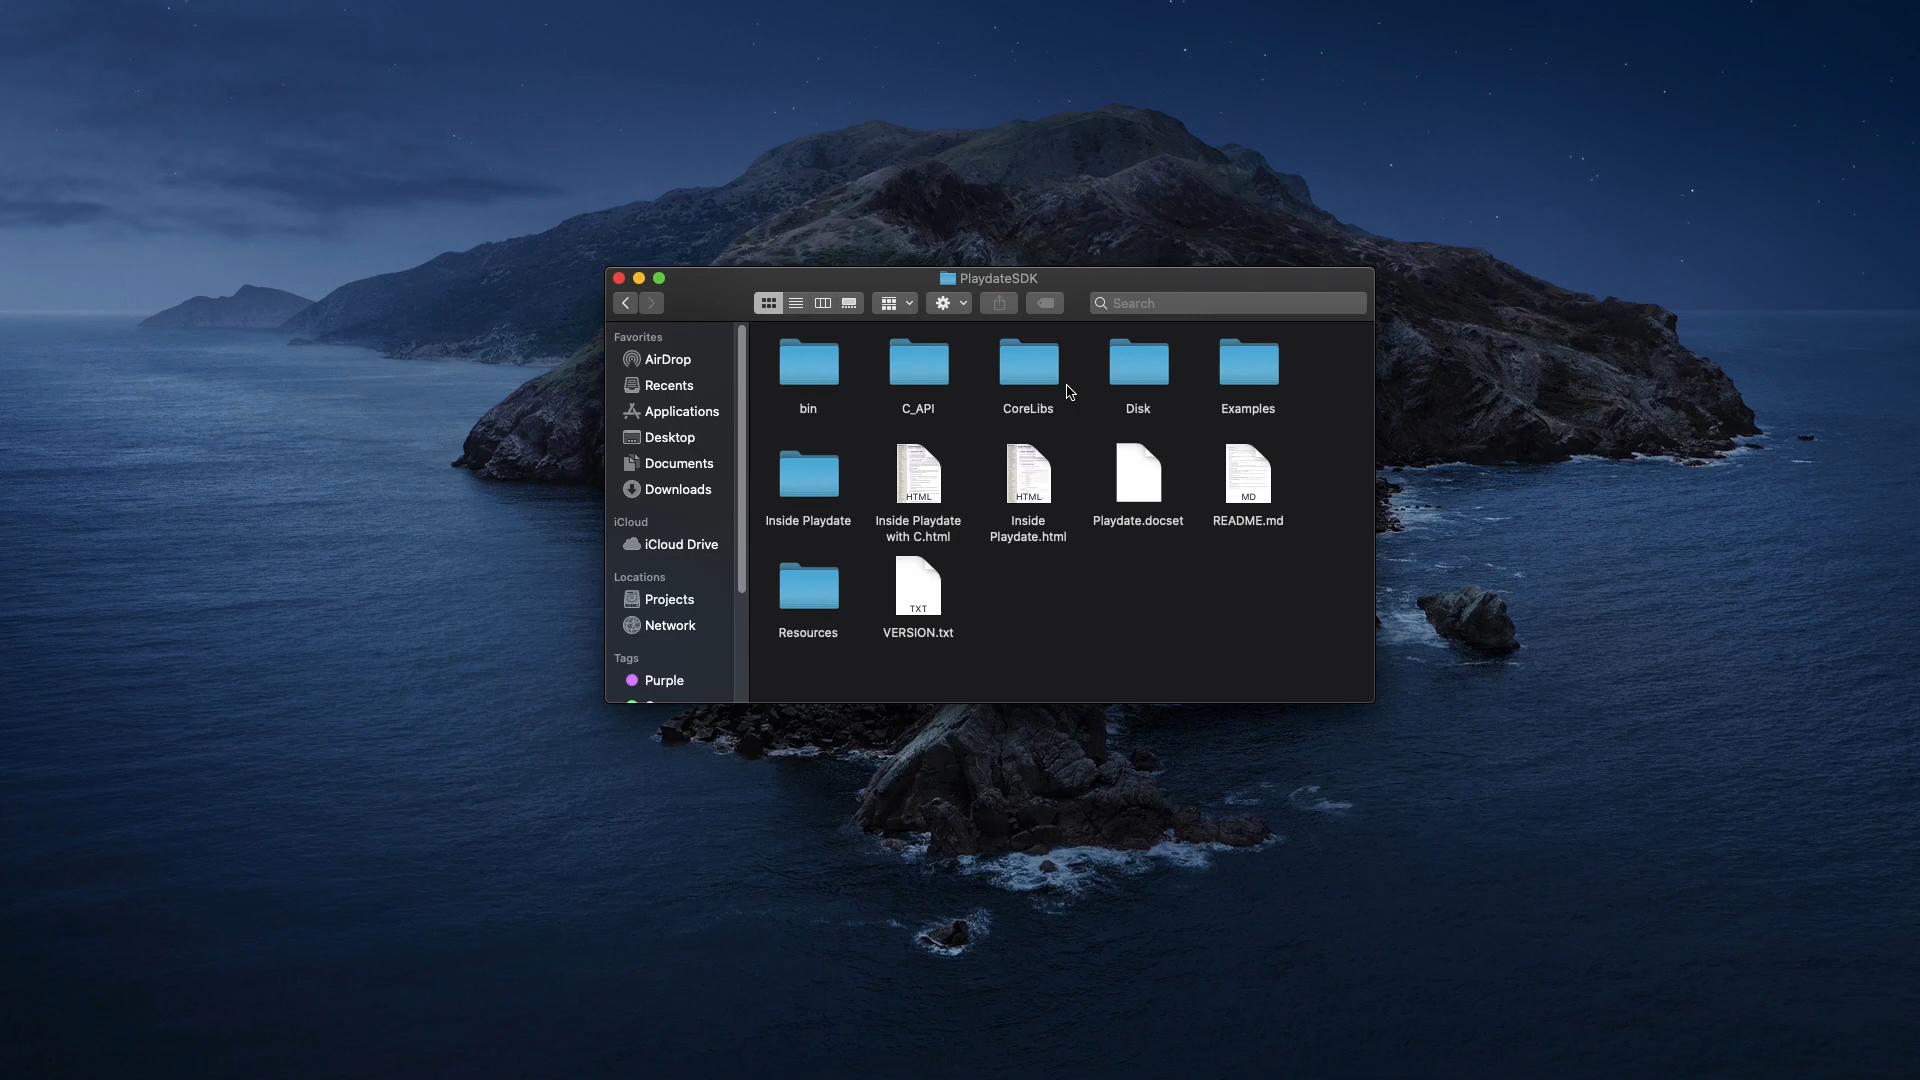 PlaydateSDK
Search
Favorites
AirDrop
Recents
Applications
Desktop
Documents
Downloads
iCloud
iCloud Drive
Locations
Projects
Network
Tags
Purple
bin
C_API
CoreLibs
Disk
Examples
HTML
HTML
MD
Inside Playdate
Inside Playdate
with C.html
Inside
Playdate.html
Playdate.docset
README.md
TXT
Resources
VERSION.txt